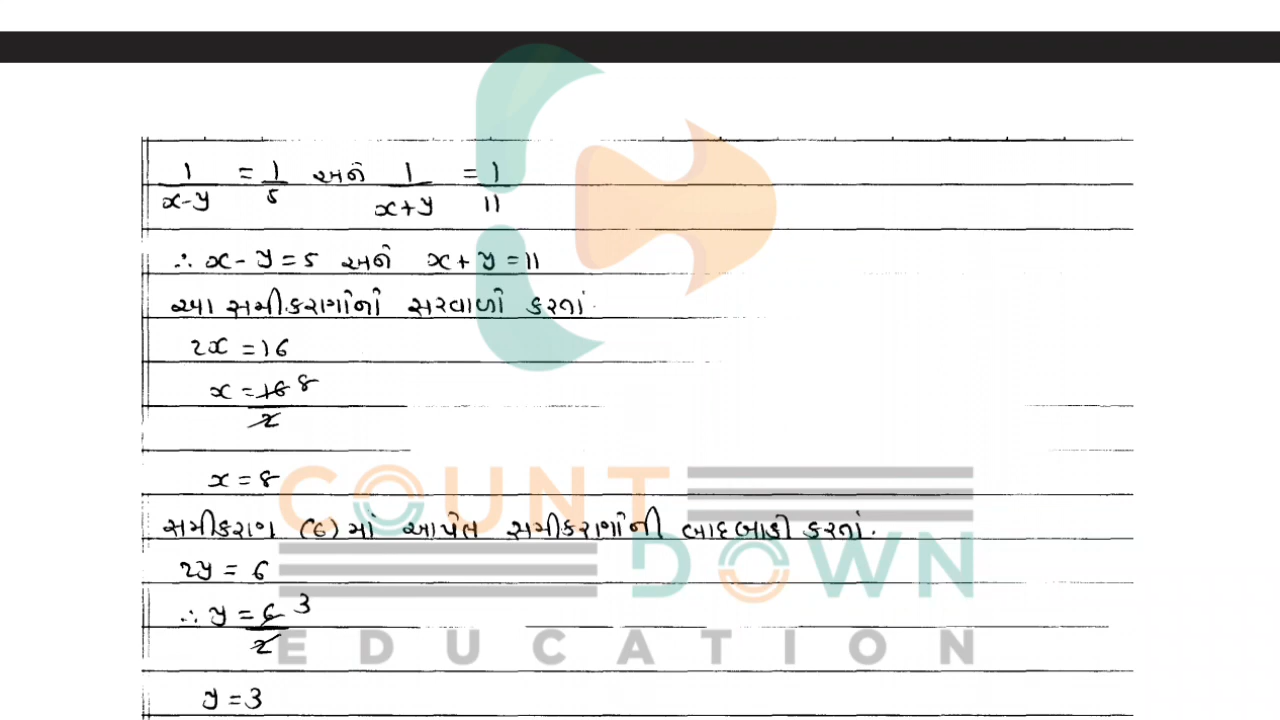 1/(x-y) = 1/5 અને 1/(x+y) = 1/11
∴ x - y = 5 અને x + y = 11
આ સમીકરણોનો સરવાળો કરતાં.
2x = 16
x = 16/2 8
x = 8
COUNT
સમીકરણ (6) માં આપેલ સમીકરણોની બાદબાકી કરતાં.
DOWN
2y = 6
∴ y = 6/2 3
EDUCATION
y = 3